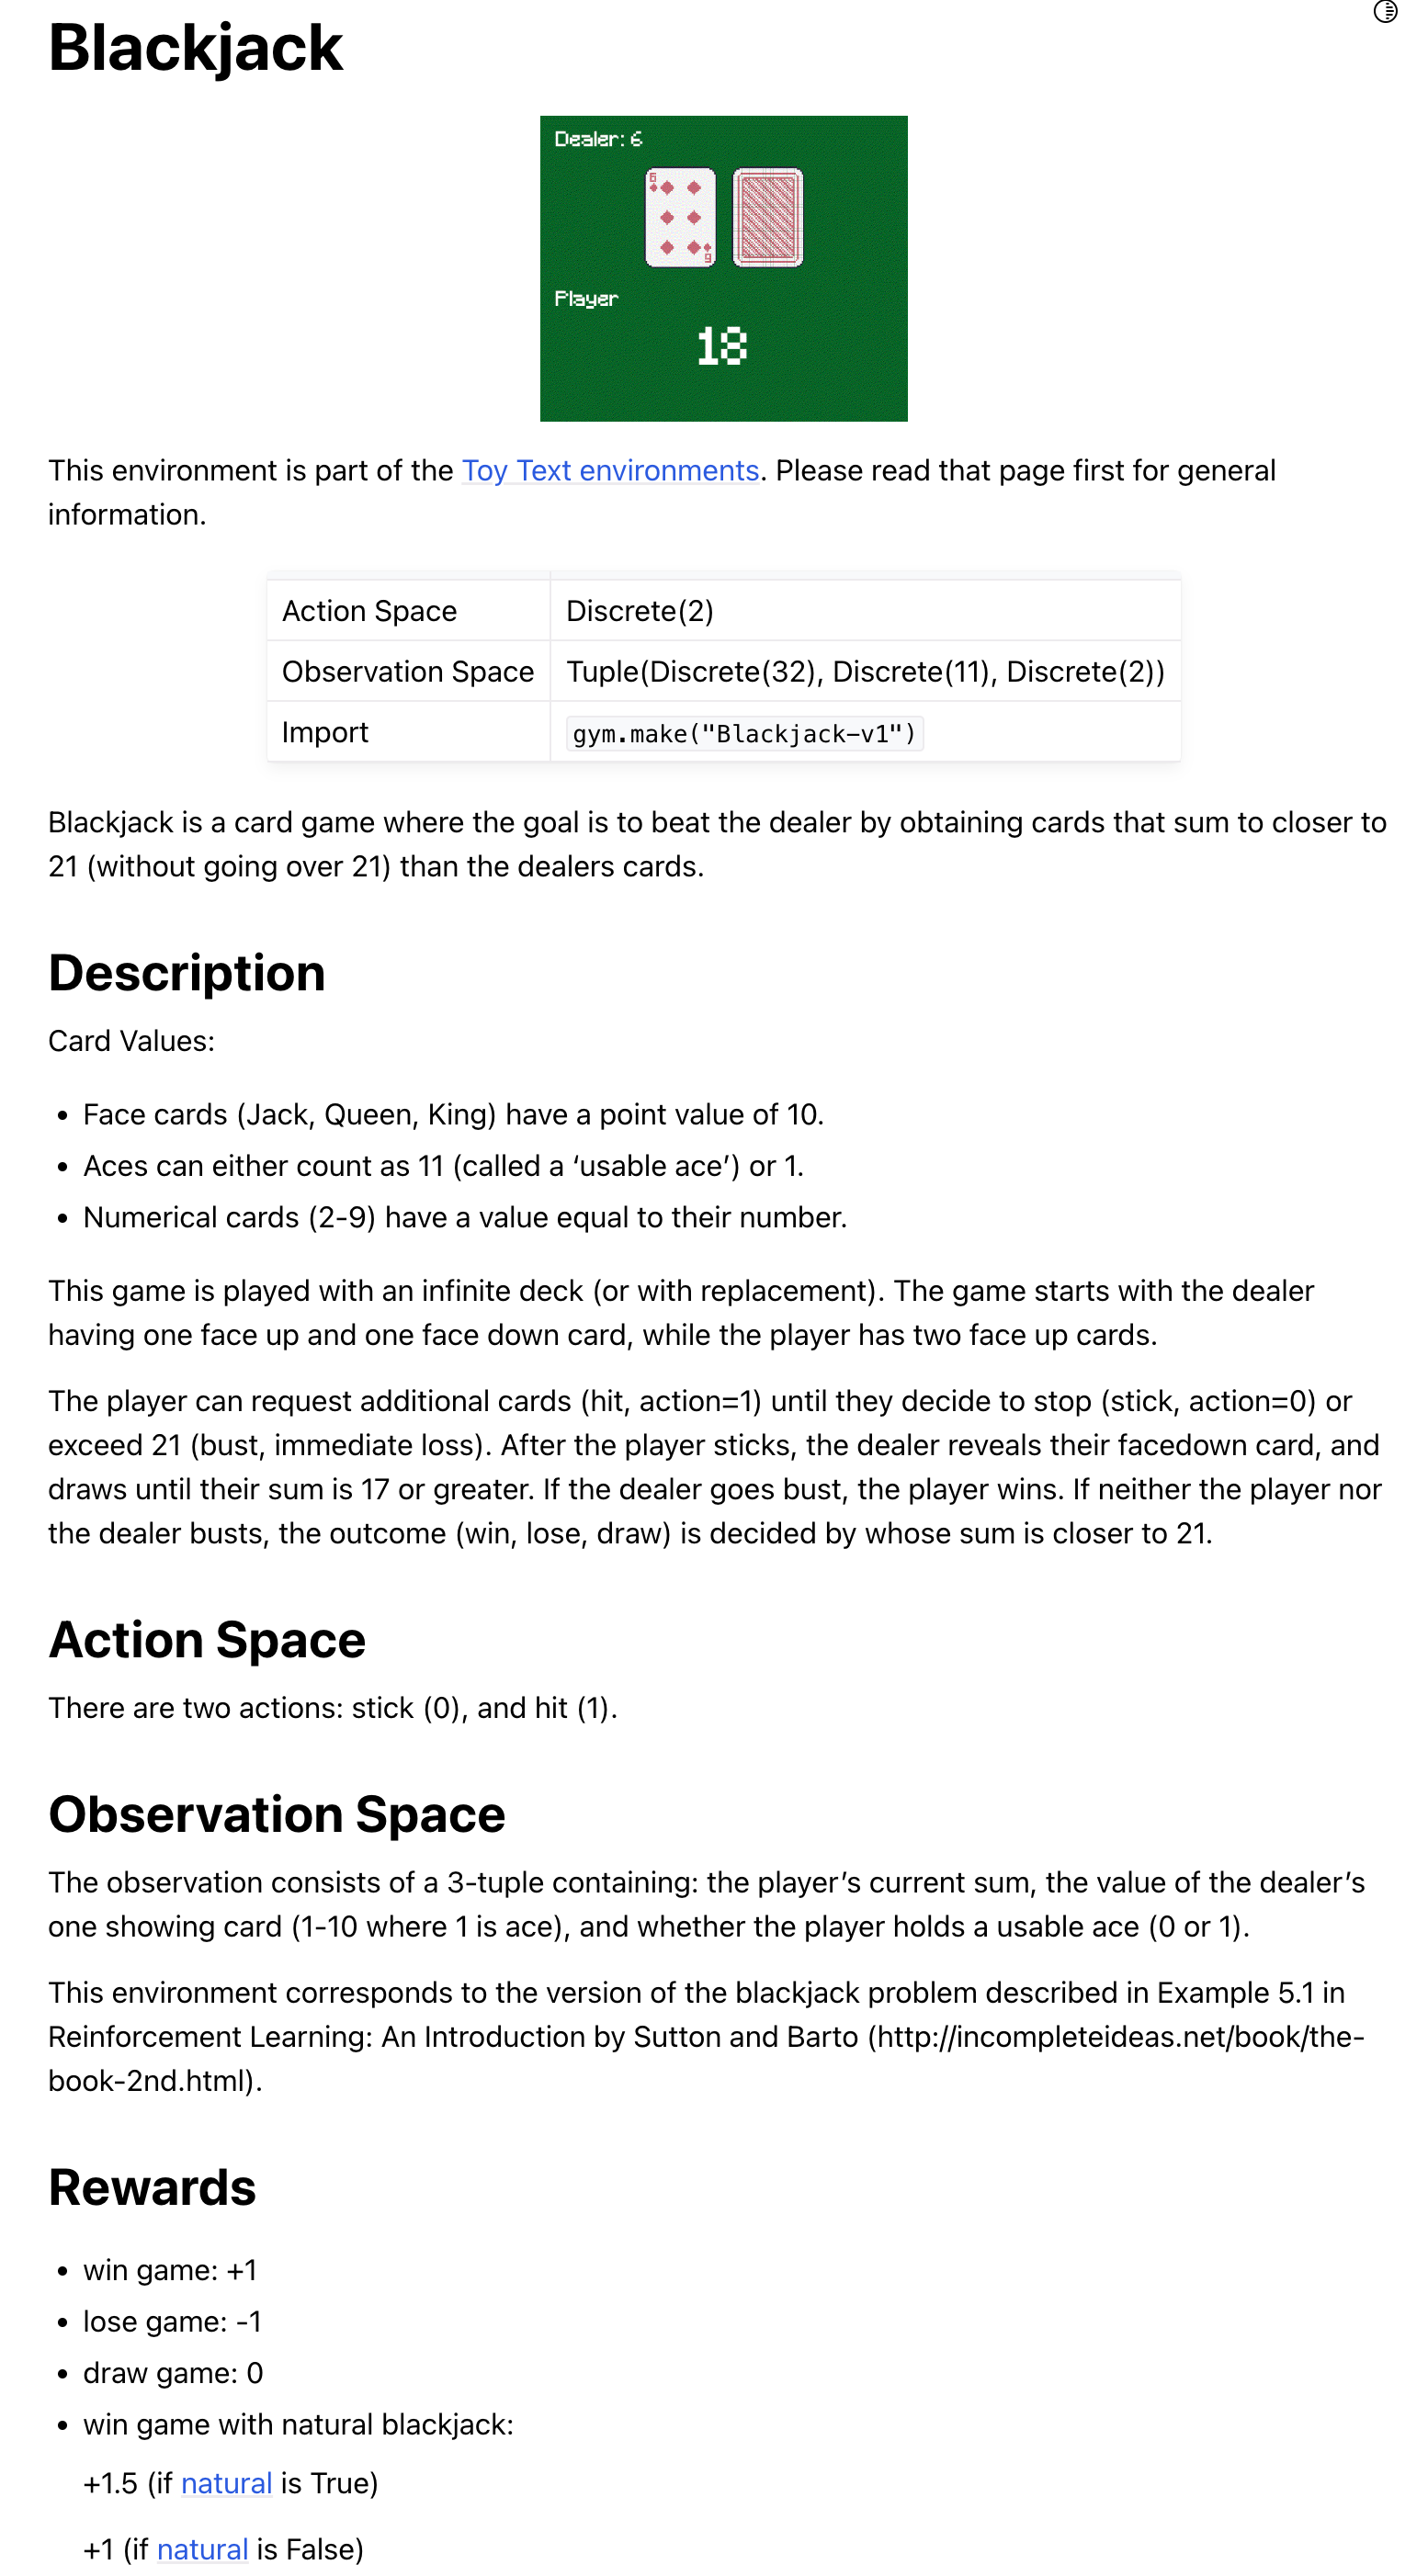 Blackjack
Dealer: 6
6
6
Player
18
This environment is part of the Toy Text environments. Please read that page first for general
information.
Action Space Discrete(2)
Observation Space Tuple(Discrete(32), Discrete(11), Discrete(2))
Import gym.make("Blackjack-v1")
Blackjack is a card game where the goal is to beat the dealer by obtaining cards that sum to closer to
21 (without going over 21) than the dealers cards.
Description
Card Values:
• Face cards (Jack, Queen, King) have a point value of 10.
• Aces can either count as 11 (called a ‘usable ace’) or 1.
• Numerical cards (2-9) have a value equal to their number.
This game is played with an infinite deck (or with replacement). The game starts with the dealer
having one face up and one face down card, while the player has two face up cards.
The player can request additional cards (hit, action=1) until they decide to stop (stick, action=0) or
exceed 21 (bust, immediate loss). After the player sticks, the dealer reveals their facedown card, and
draws until their sum is 17 or greater. If the dealer goes bust, the player wins. If neither the player nor
the dealer busts, the outcome (win, lose, draw) is decided by whose sum is closer to 21.
Action Space
There are two actions: stick (0), and hit (1).
Observation Space
The observation consists of a 3-tuple containing: the player’s current sum, the value of the dealer’s
one showing card (1-10 where 1 is ace), and whether the player holds a usable ace (0 or 1).
This environment corresponds to the version of the blackjack problem described in Example 5.1 in
Reinforcement Learning: An Introduction by Sutton and Barto (http://incompleteideas.net/book/the-
book-2nd.html).
Rewards
• win game: +1
• lose game: -1
• draw game: 0
• win game with natural blackjack:
+1.5 (if natural is True)
+1 (if natural is False)